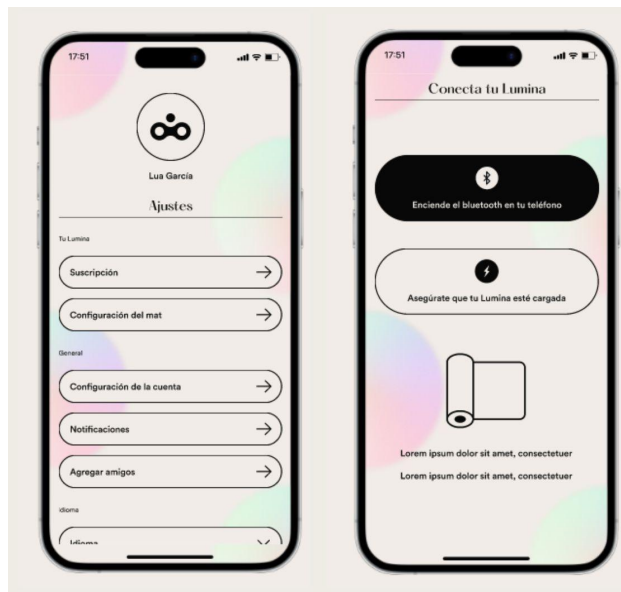 17:51
Lua García
Ajustes
Tu Lumina
Suscripción
Configuración del mat
General
Configuración de la cuenta
Notificaciones
Agregar amigos
Idioma
Idioma
17:51
Conecta tu Lumina
Enciende el bluetooth en tu teléfono
Asegúrate que tu Lumina esté cargada
Lorem ipsum dolor sit amet, consectetuer
Lorem ipsum dolor sit amet, consectetuer